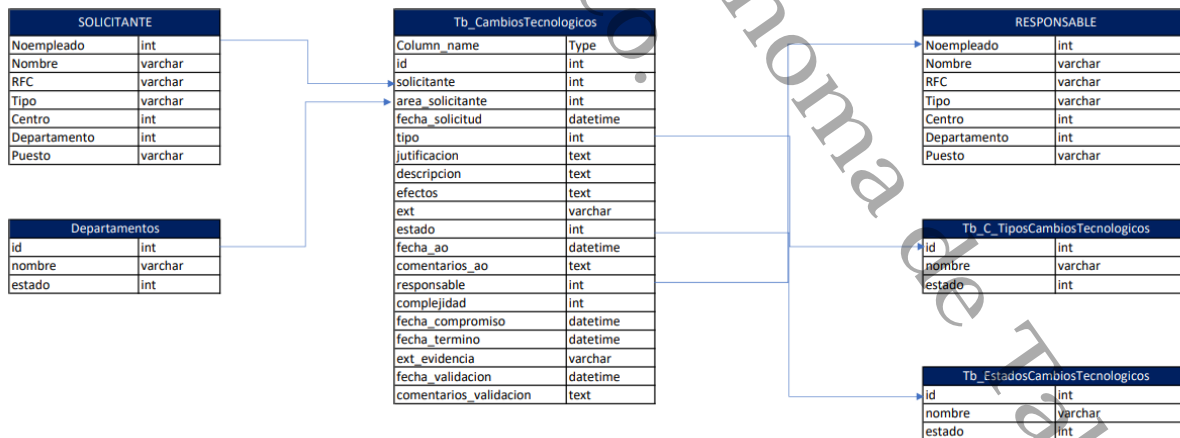 SOLICITANTE
Noempleado int
Nombre varchar
RFC varchar
Tipo varchar
Centro int
Departamento int
Puesto varchar
Departamentos
id int
nombre varchar
estado int
Tb_CambiosTecnologicos
Column_name Type
id int
solicitante int
area_solicitante int
fecha_solicitud datetime
tipo int
jutificacion text
descripcion text
efectos text
ext varchar
estado int
fecha_ao datetime
comentarios_ao text
responsable int
complejidad int
fecha_compromiso datetime
fecha_termino datetime
ext_evidencia varchar
fecha_validacion datetime
comentarios_validacion text
RESPONSABLE
Noempleado int
Nombre varchar
RFC varchar
Tipo varchar
Centro int
Departamento int
Puesto varchar
Tb_C_TiposCambiosTecnologicos
id int
nombre varchar
estado int
Tb_EstadosCambiosTecnologicos
id int
nombre varchar
estado int
noma de